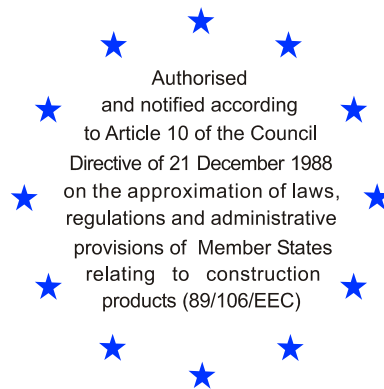 Authorised
and notified according
to Article 10 of the Council
Directive of 21 December 1988
on the approximation of laws,
regulations and administrative
provisions of Member States
relating to construction
products (89/106/EEC)